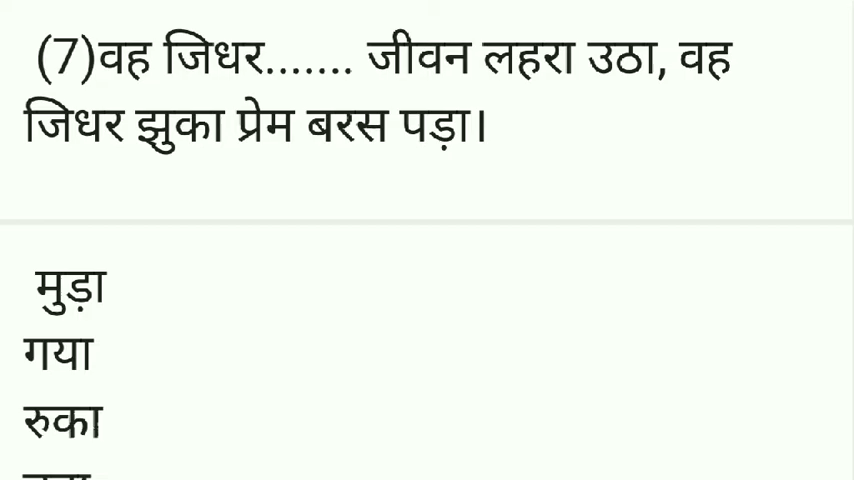 (7)वह जिधर....... जीवन लहरा उठा, वह
जिधर झुका प्रेम बरस पड़ा।
मुड़ा
गया
रुका